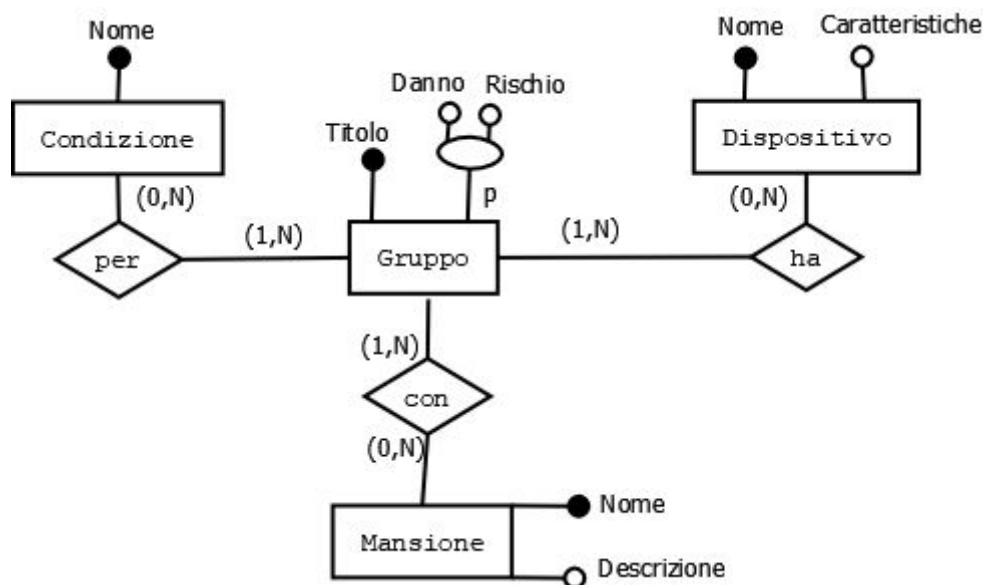 Nome
Nome
Caratteristiche
Danno
Rischio
Condizione
Titolo
Dispositivo
(0,N)
p
(0,N)
per
(1,N)
Gruppo
(1,N)
ha
(1,N)
con
(0,N)
Nome
Mansione
Descrizione